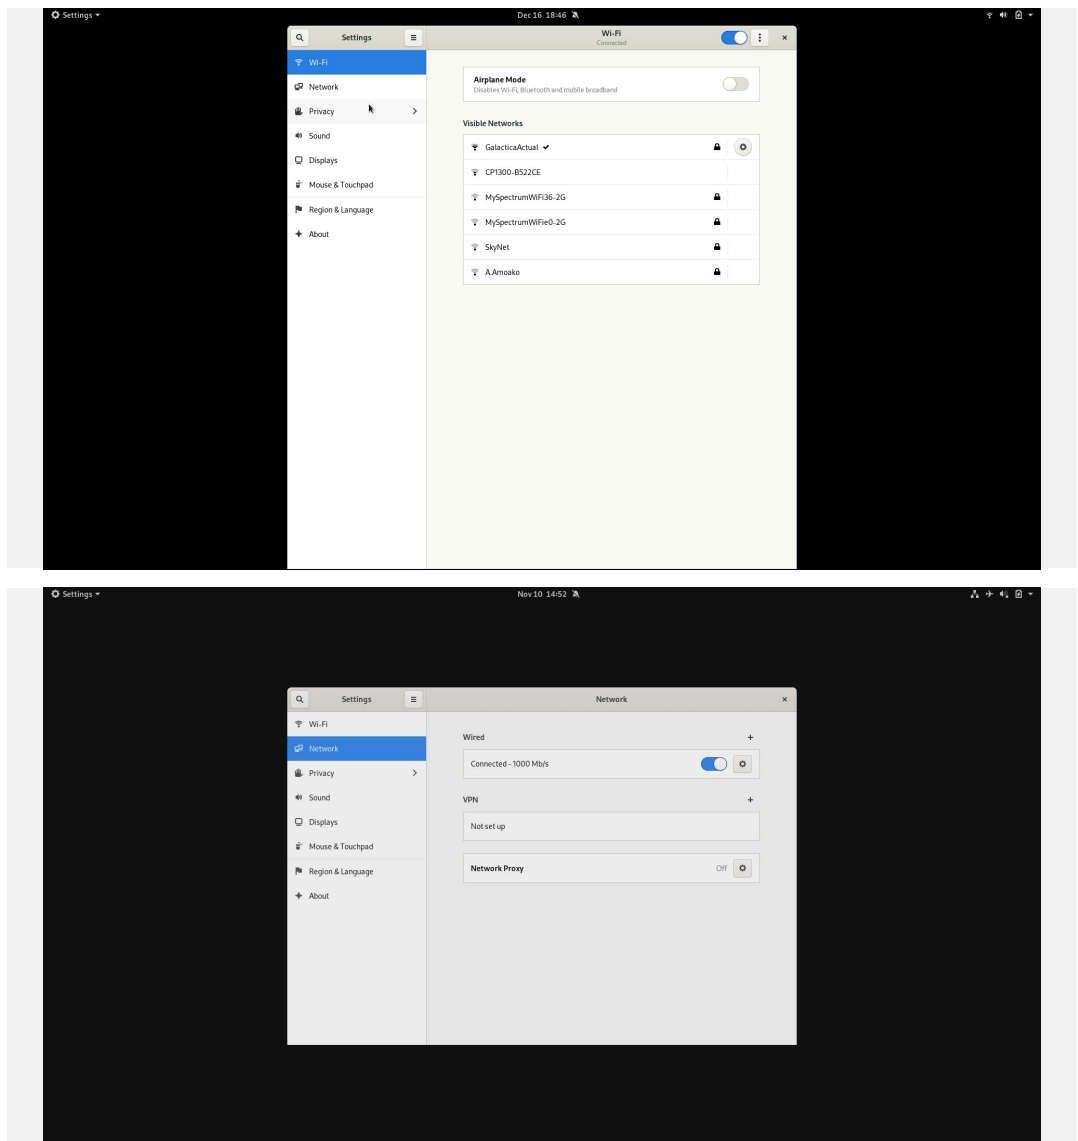 Settings
Dec 16 18:46
Settings
Wi-Fi
Connected
Wi-Fi
Network
Privacy
Sound
Displays
Mouse & Touchpad
Region & Language
About
Airplane Mode
Disables Wi-Fi, Bluetooth and mobile broadband
Visible Networks
GalacticaActual
CP1300-B522CE
MySpectrumWiFi36-2G
MySpectrumWiFie0-2G
SkyNet
A.Amoako
Settings
Nov 10 14:52
Settings
Network
Wi-Fi
Network
Privacy
Sound
Displays
Mouse & Touchpad
Region & Language
About
Wired
Connected - 1000 Mb/s
VPN
Not set up
Network Proxy Off